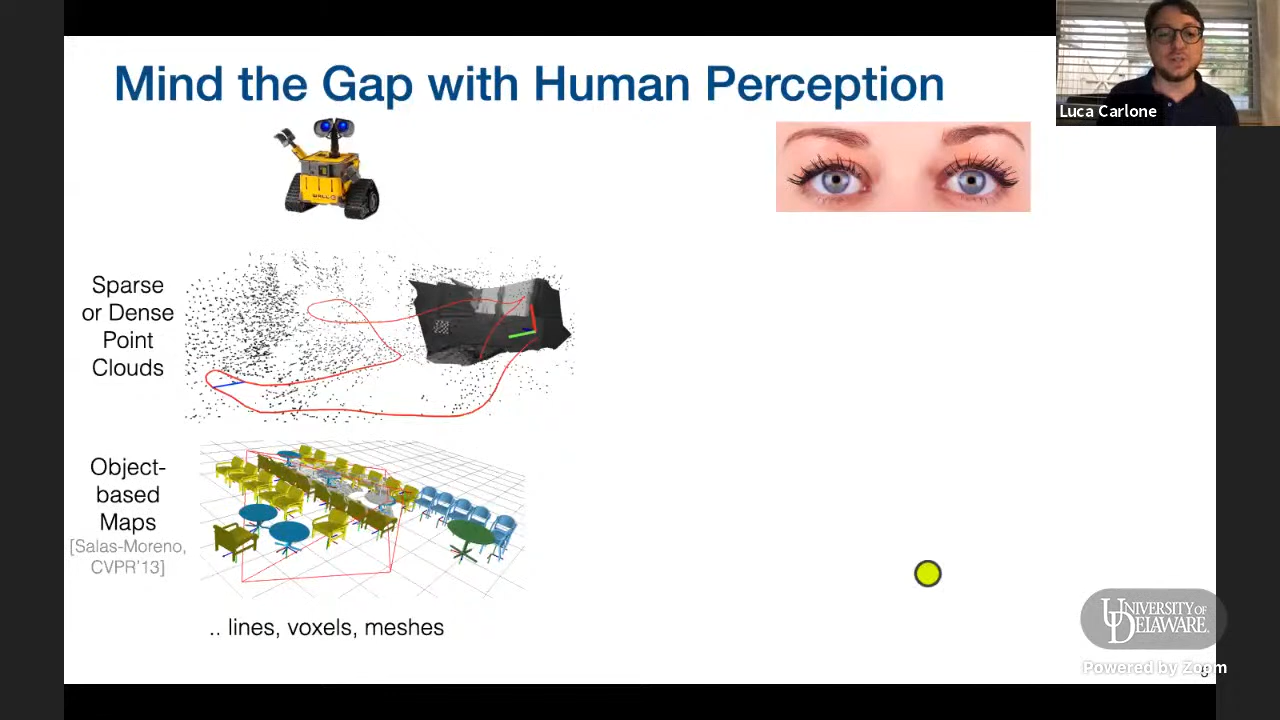 Mind the Gap with Human Perception
Luca Carlone
WALL·E
Sparse
or Dense
Point
Clouds
Object-
based
Maps
[Salas-Moreno,
CVPR'13]
.. lines, voxels, meshes
UNIVERSITY OF
DELAWARE.
Powered by Zoom